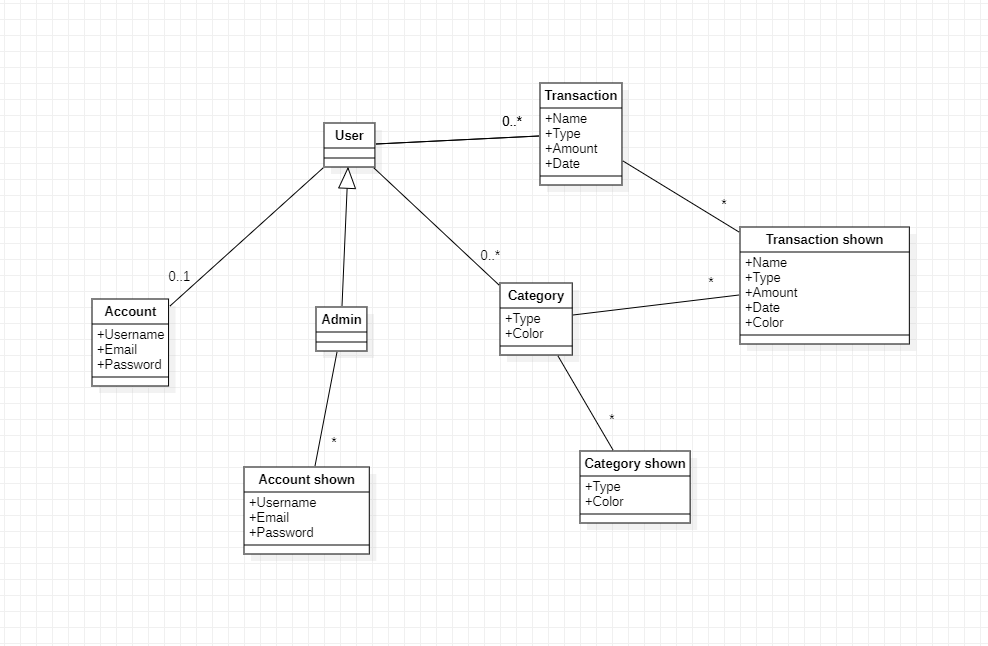 Transaction
+Name
+Type
+Amount
+Date
0..*
User
*
Transaction shown
+Name
+Type
+Amount
+Date
+Color
0..*
0..1
*
Category
+Type
+Color
Account
+Username
+Email
+Password
Admin
*
*
Category shown
+Type
+Color
Account shown
+Username
+Email
+Password